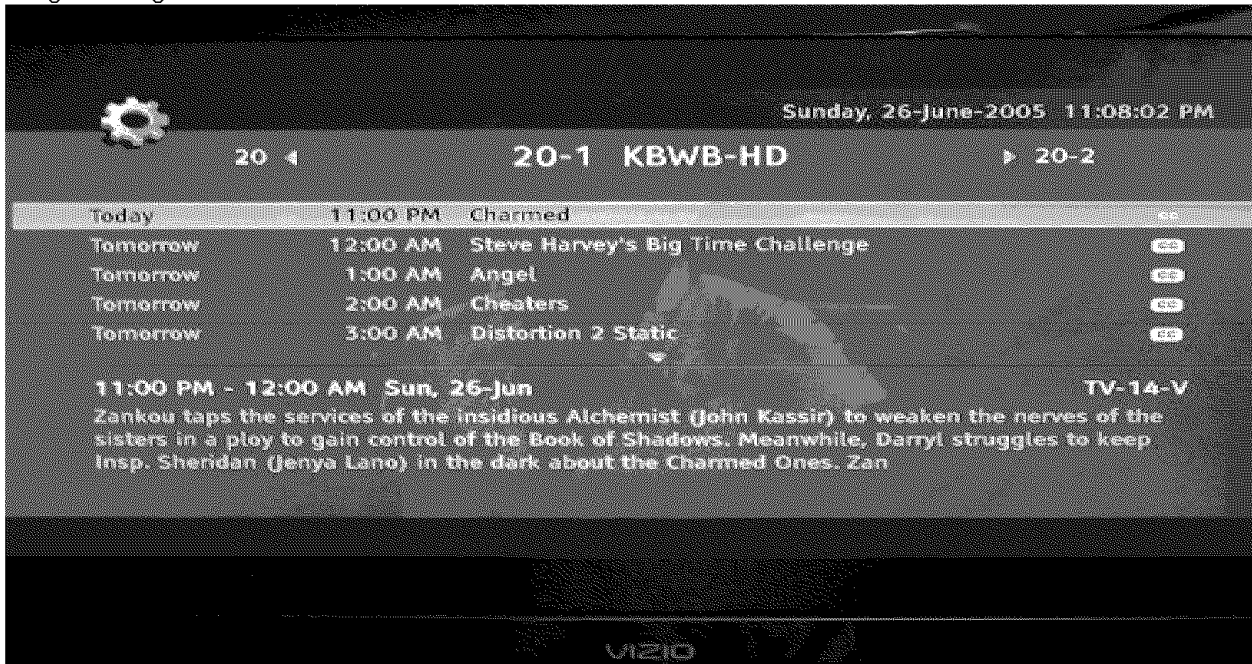 Sunday, 26-June-2005 11:08:02 PM
20 20-1 KBWB-HD 20-2
Today 11:00 PM Charmed CC
Tomorrow 12:00 AM Steve Harvey's Big Time Challenge CC
Tomorrow 1:00 AM Angel CC
Tomorrow 2:00 AM Cheaters CC
Tomorrow 3:00 AM Distortion 2 Static CC
11:00 PM - 12:00 AM Sun, 26-Jun TV-14-V
Zankou taps the services of the insidious Alchemist (John Kassir) to weaken the nerves of the
sisters in a ploy to gain control of the Book of Shadows. Meanwhile, Darryl struggles to keep
Insp. Sheridan (Jenya Lano) in the dark about the Charmed Ones. Zan
VIZIO